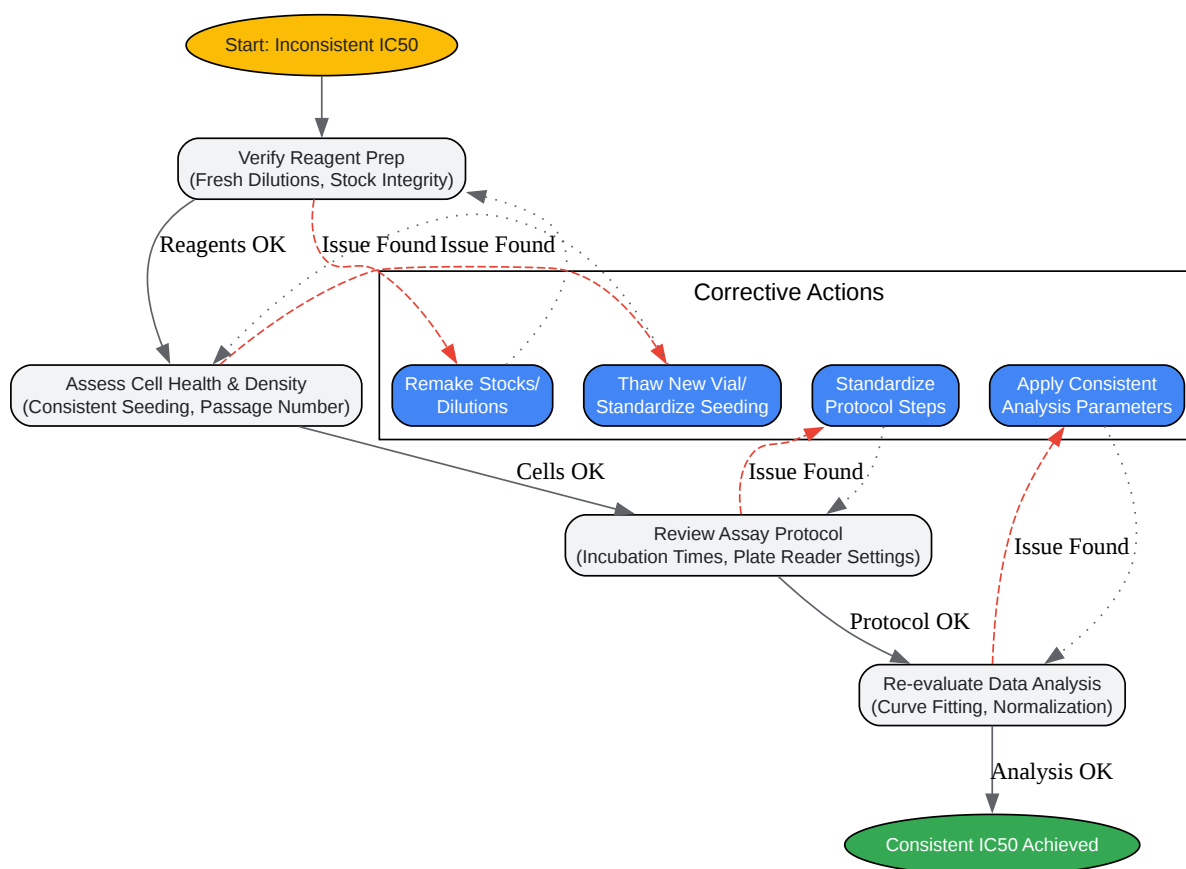 Start: Inconsistent IC50
Verify Reagent Prep
(Fresh Dilutions, Stock Integrity)
Reagents OK
Issue Found
Issue Found
Corrective Actions
Assess Cell Health & Density
(Consistent Seeding, Passage Number)
Remake Stocks/
Dilutions
Thaw New Vial/
Standardize Seeding
Standardize
Protocol Steps
Apply Consistent
Analysis Parameters
Cells OK
Issue Found
Review Assay Protocol
(Incubation Times, Plate Reader Settings)
Issue Found
Protocol OK
Re-evaluate Data Analysis
(Curve Fitting, Normalization)
Analysis OK
Consistent IC50 Achieved